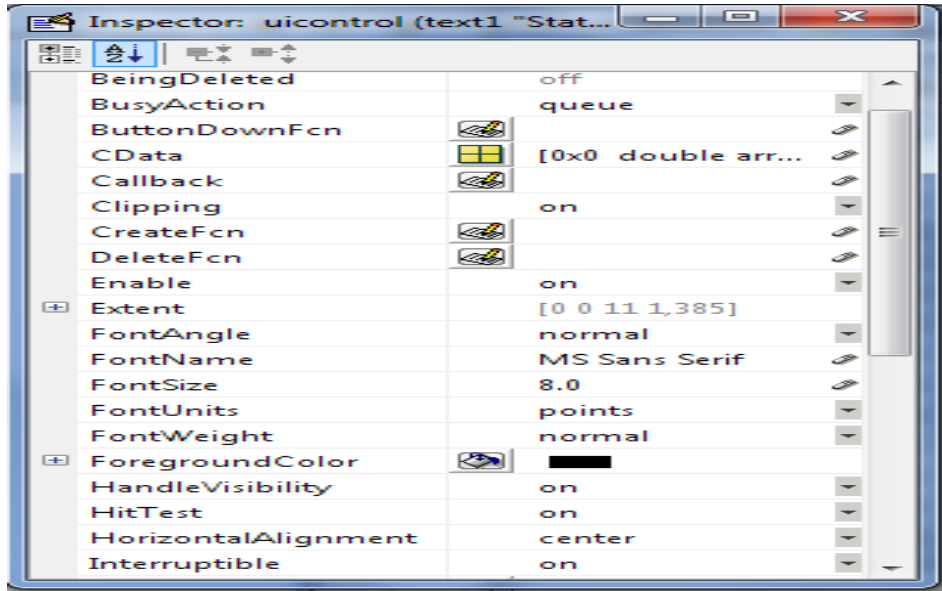 Inspector: uicontrol (text1 "Stat...
BeingDeleted off
BusyAction queue
ButtonDownFcn
CData [0x0 double arr...
Callback
Clipping on
CreateFcn
DeleteFcn
Enable on
Extent [0 0 11 1,385]
FontAngle normal
FontName MS Sans Serif
FontSize 8.0
FontUnits points
FontWeight normal
ForegroundColor
HandleVisibility on
HitTest on
HorizontalAlignment center
Interruptible on